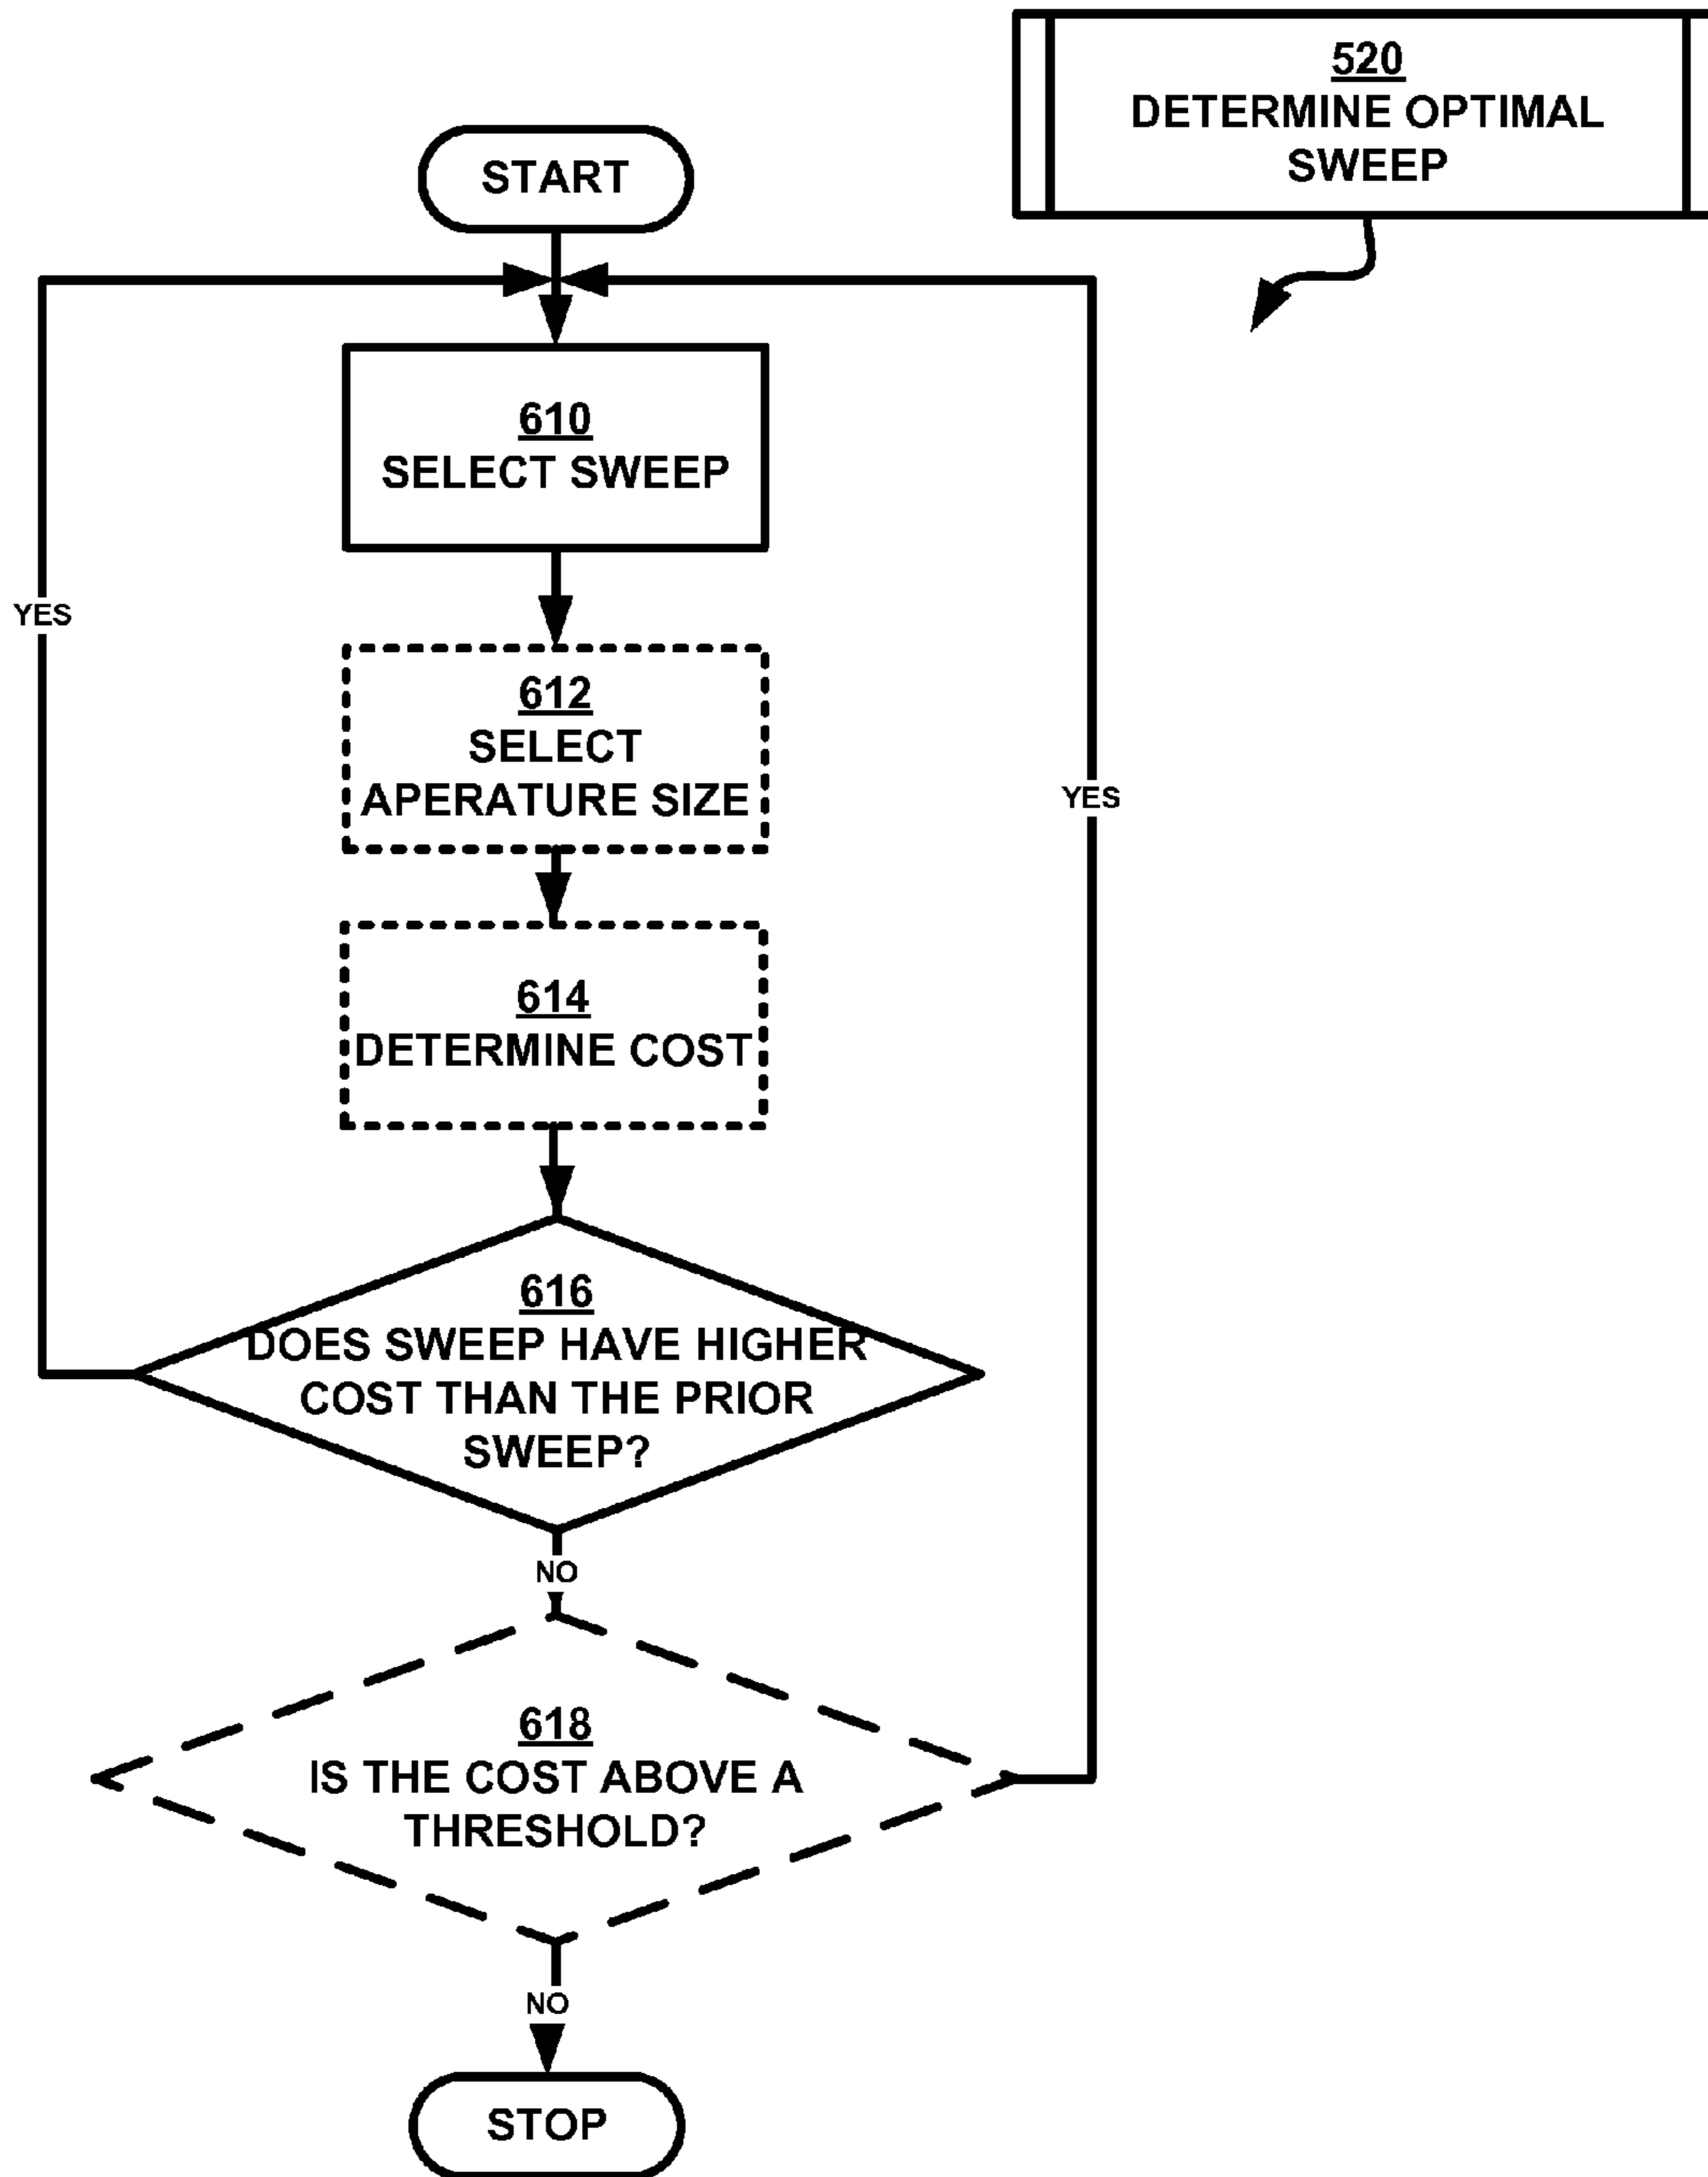 520
DETERMINE OPTIMAL
SWEEP
START
610
SELECT SWEEP
YES
612
SELECT
APERATURE SIZE
YES
614
DETERMINE COST
616
DOES SWEEP HAVE HIGHER
COST THAN THE PRIOR
SWEEP?
NO
618
IS THE COST ABOVE A
THRESHOLD?
NO
STOP